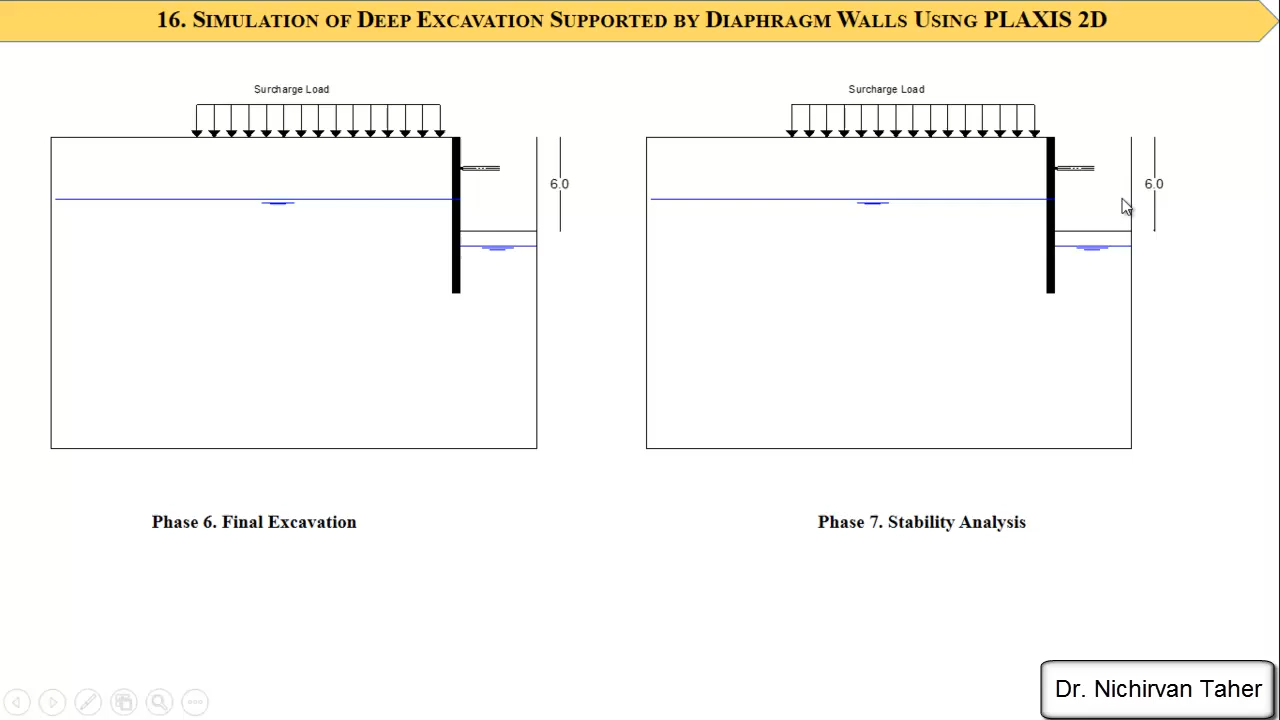 16. SIMULATION OF DEEP EXCAVATION SUPPORTED BY DIAPHRAGM WALLS USING PLAXIS 2D
Surcharge Load
6.0
Phase 6. Final Excavation
Surcharge Load
6.0
Phase 7. Stability Analysis
Dr. Nichirvan Taher